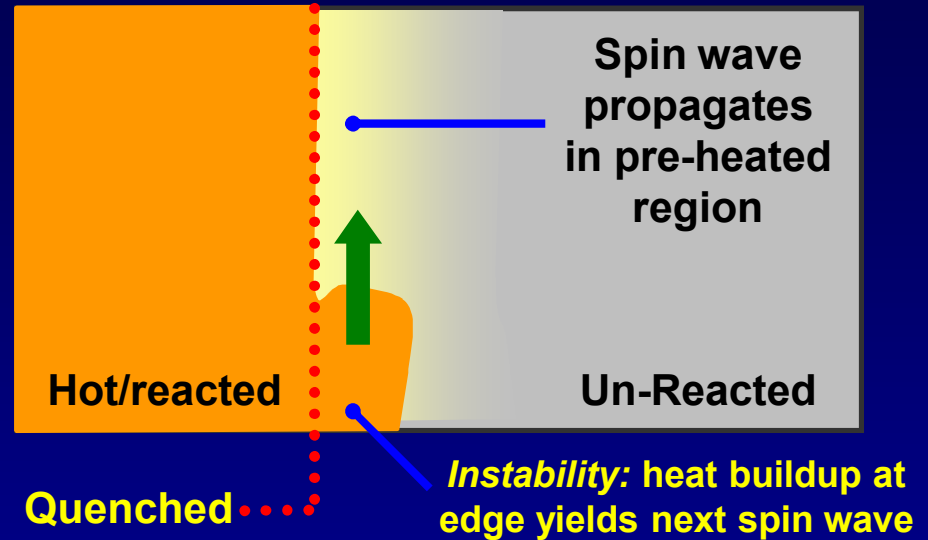 Spin wave
propagates
in pre-heated
region
Hot/reacted
Un-Reacted
Instability: heat buildup at
edge yields next spin wave
Quenched